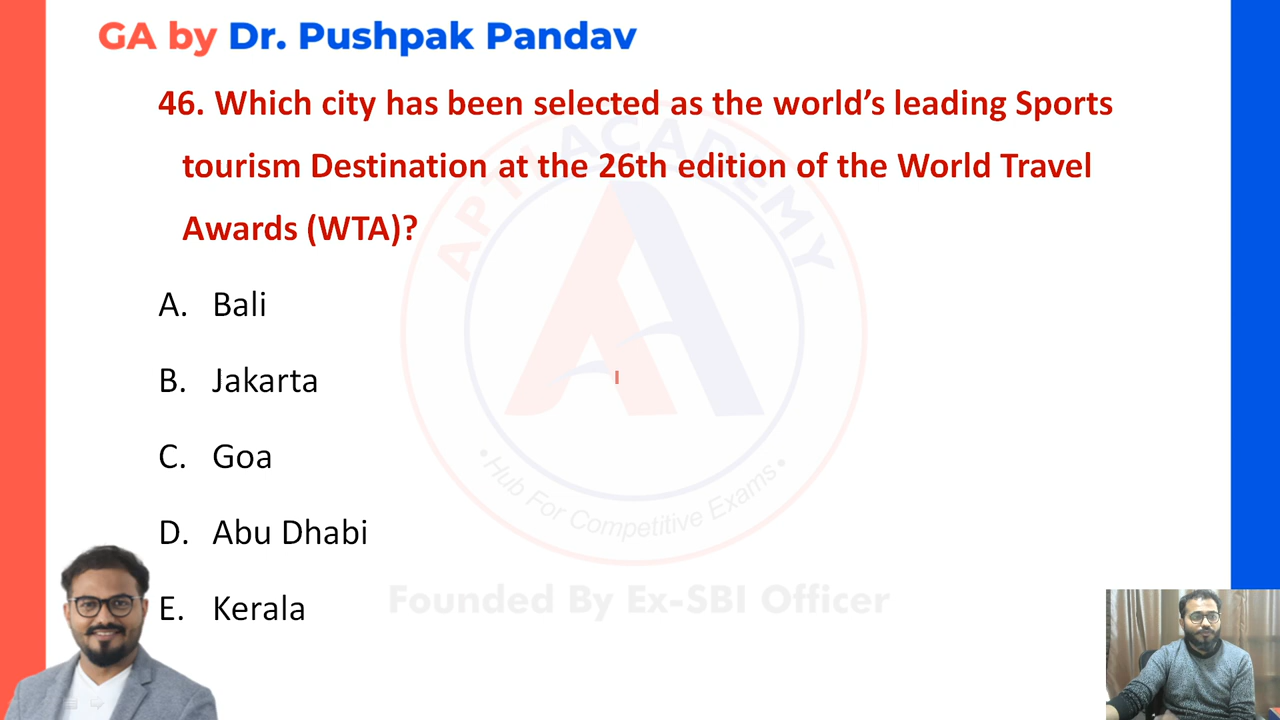 GA by Dr. Pushpak Pandav
46. Which city has been selected as the world’s leading Sports
tourism Destination at the 26th edition of the World Travel
Awards (WTA)?
A. Bali
B. Jakarta
C. Goa
D. Abu Dhabi
E. Kerala
APTI ACADEMY
•Hub For Competitive Exams•
Founded By Ex-SBI Officer